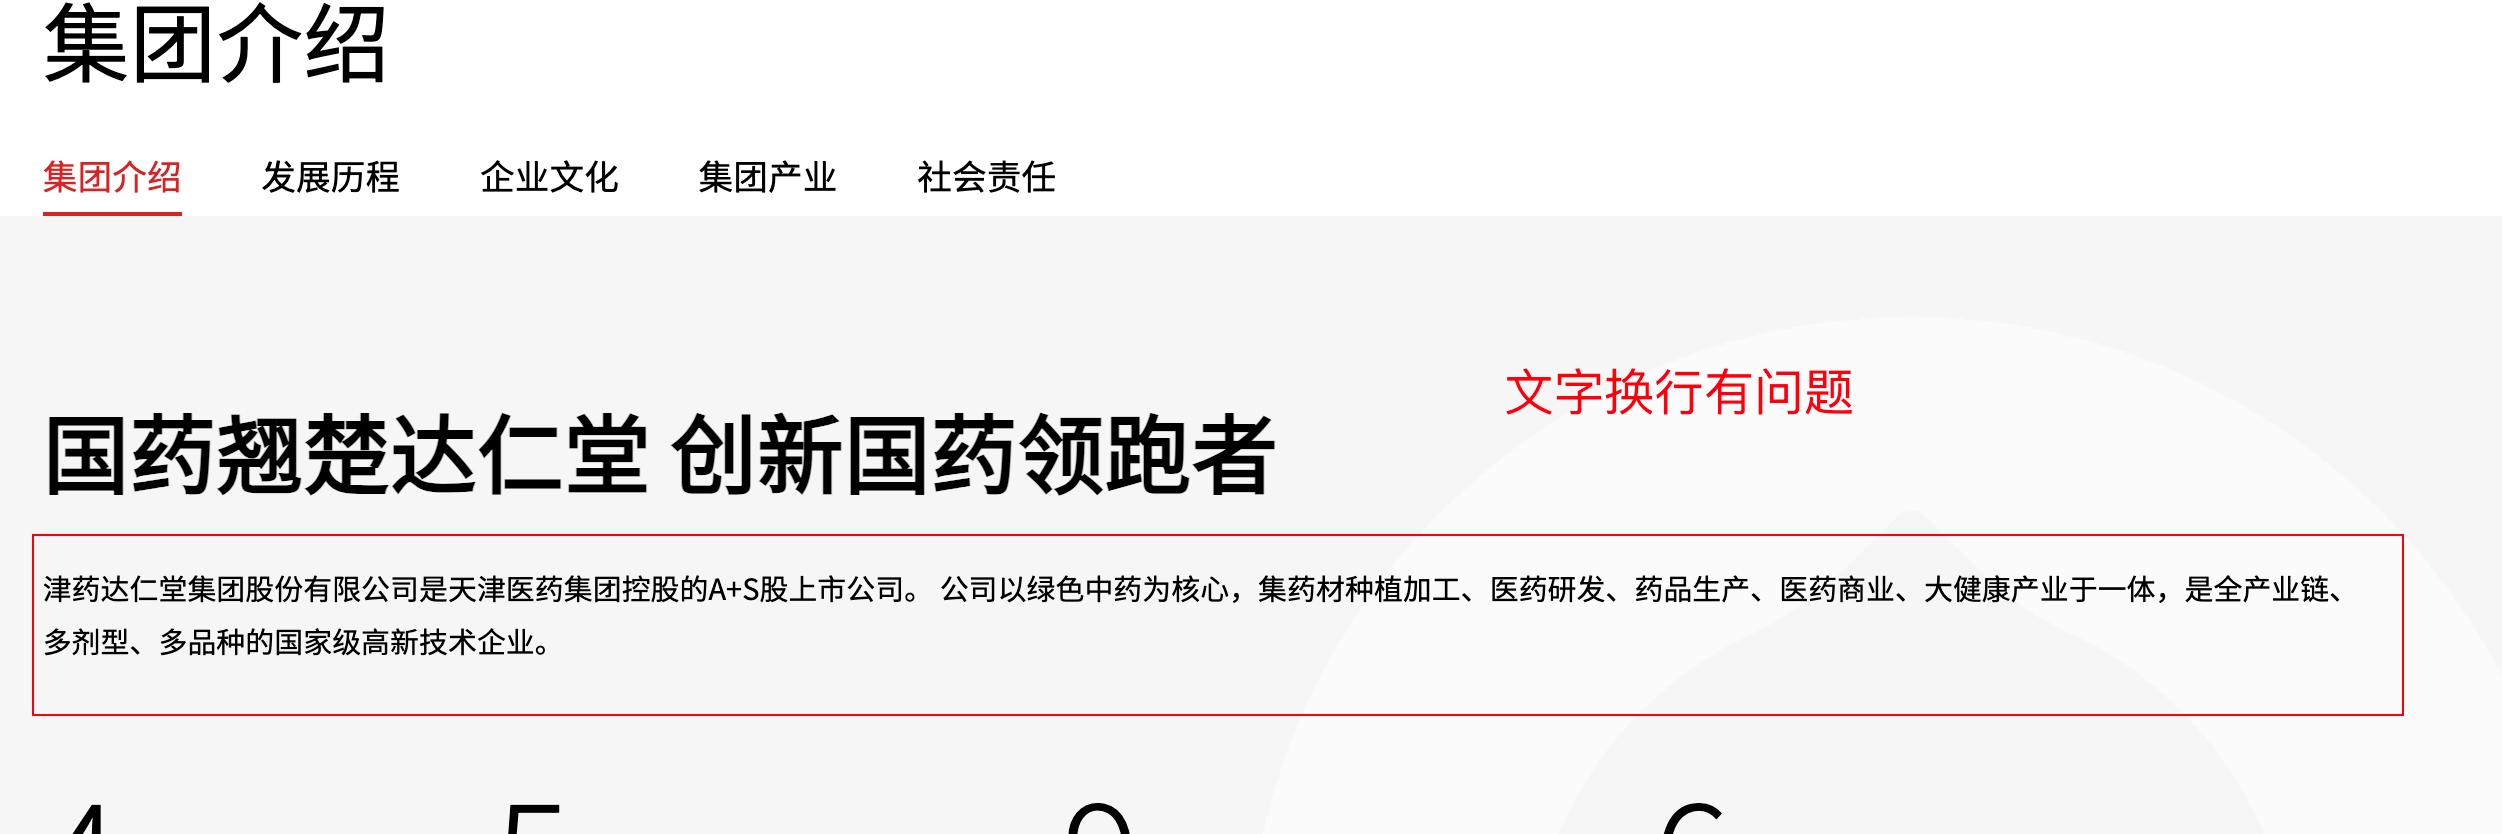 集团介绍
集团介绍 发展历程 企业文化 集团产业 社会责任
文字换行有问题
国药翘楚达仁堂 创新国药领跑者
津药达仁堂集团股份有限公司是天津医药集团控股的A+S股上市公司。 公司以绿色中药为核心，集药材种植加工、医药研发、药品生产、医药商业、大健康产业于一体，是全产业链、
多剂型、多品种的国家级高新技术企业。